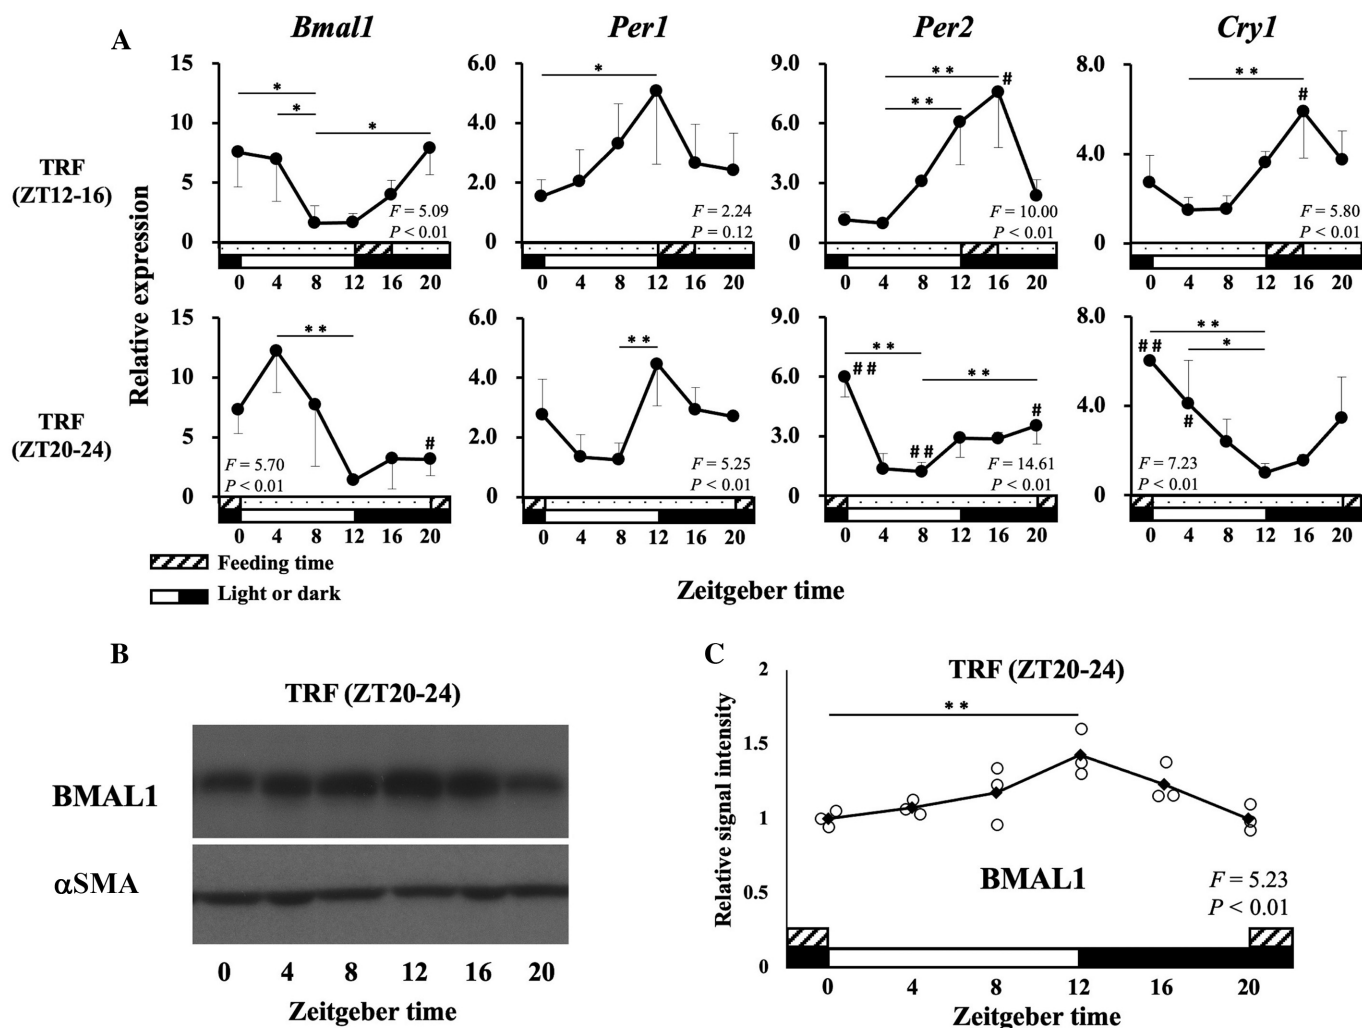 A
Bmal1 Per1 Per2 Cry1
TRF
(ZT12-16)
Relative expression
15
10
5
0
* * *
F = 5.09
P < 0.01
0 4 8 12 16 20
6.0
4.0
2.0
0
*
F = 2.24
P = 0.12
0 4 8 12 16 20
9.0
6.0
3.0
0
* * #
* *
F = 10.00
P < 0.01
0 4 8 12 16 20
8.0
4.0
0
* *
#
F = 5.80
P < 0.01
0 4 8 12 16 20
TRF
(ZT20-24)
15
10
5
0
* *
#
F = 5.70
P < 0.01
0 4 8 12 16 20
6.0
4.0
2.0
0
* *
F = 5.25
P < 0.01
0 4 8 12 16 20
9.0
6.0
3.0
0
* *
# #
* *
# # #
F = 14.61
P < 0.01
0 4 8 12 16 20
8.0
4.0
0
* *
# # *
#
F = 7.23
P < 0.01
0 4 8 12 16 20
Feeding time
Light or dark
Zeitgeber time
B
TRF (ZT20-24)
BMAL1
αSMA
0 4 8 12 16 20
Zeitgeber time
C
TRF (ZT20-24)
Relative signal intensity
2
1.5
1
0.5
0
* *
BMAL1
F = 5.23
P < 0.01
0 4 8 12 16 20
Zeitgeber time